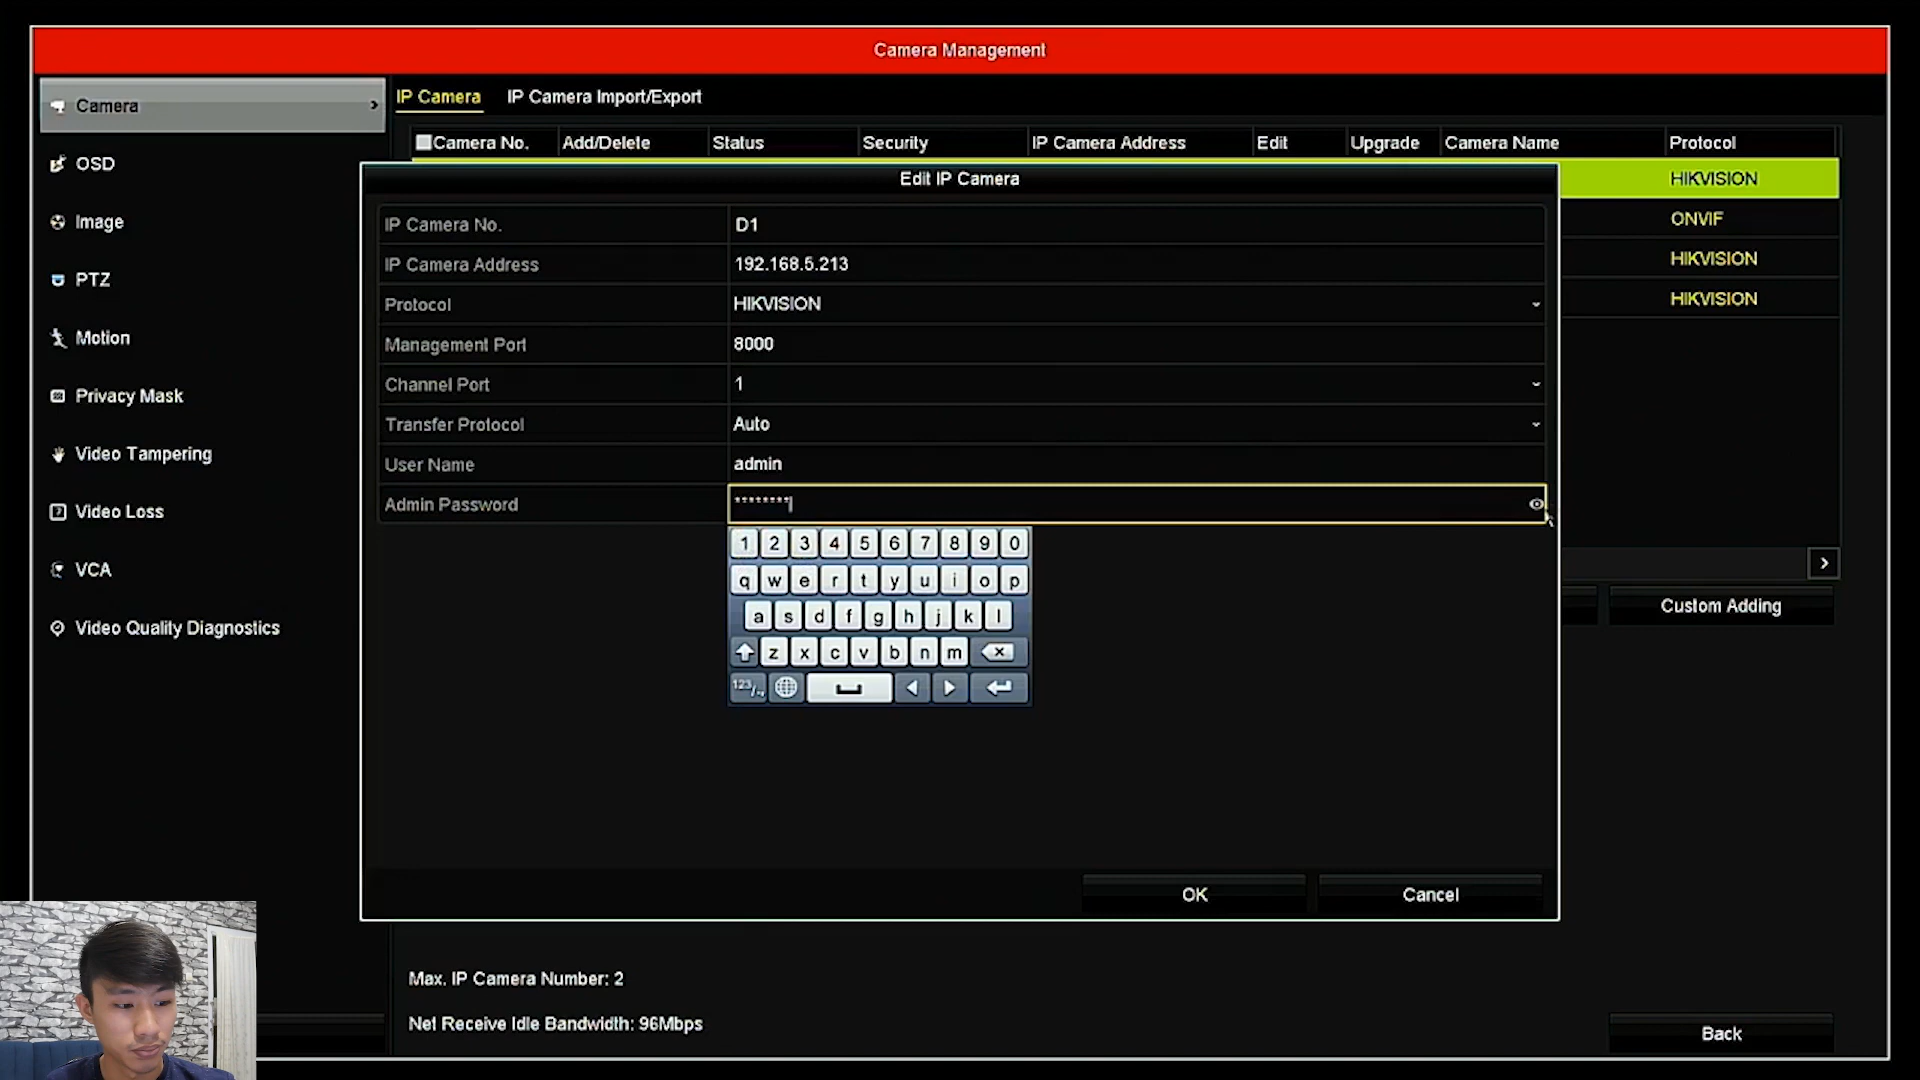 Camera Management
Camera
OSD
Image
PTZ
Motion
Privacy Mask
Video Tampering
Video Loss
VCA
Video Quality Diagnostics
IP Camera IP Camera Import/Export
Camera No. Add/Delete Status Security IP Camera Address Edit Upgrade Camera Name Protocol
HIKVISION
ONVIF
HIKVISION
HIKVISION
Edit IP Camera
IP Camera No. D1
IP Camera Address 192.168.5.213
Protocol HIKVISION
Management Port 8000
Channel Port 1
Transfer Protocol Auto
User Name admin
Admin Password ********
1 2 3 4 5 6 7 8 9 0
q w e r t y u i o p
a s d f g h j k l
z x c v b n m
123/.,
OK Cancel
Custom Adding
Max. IP Camera Number: 2
Net Receive Idle Bandwidth: 96Mbps
Back